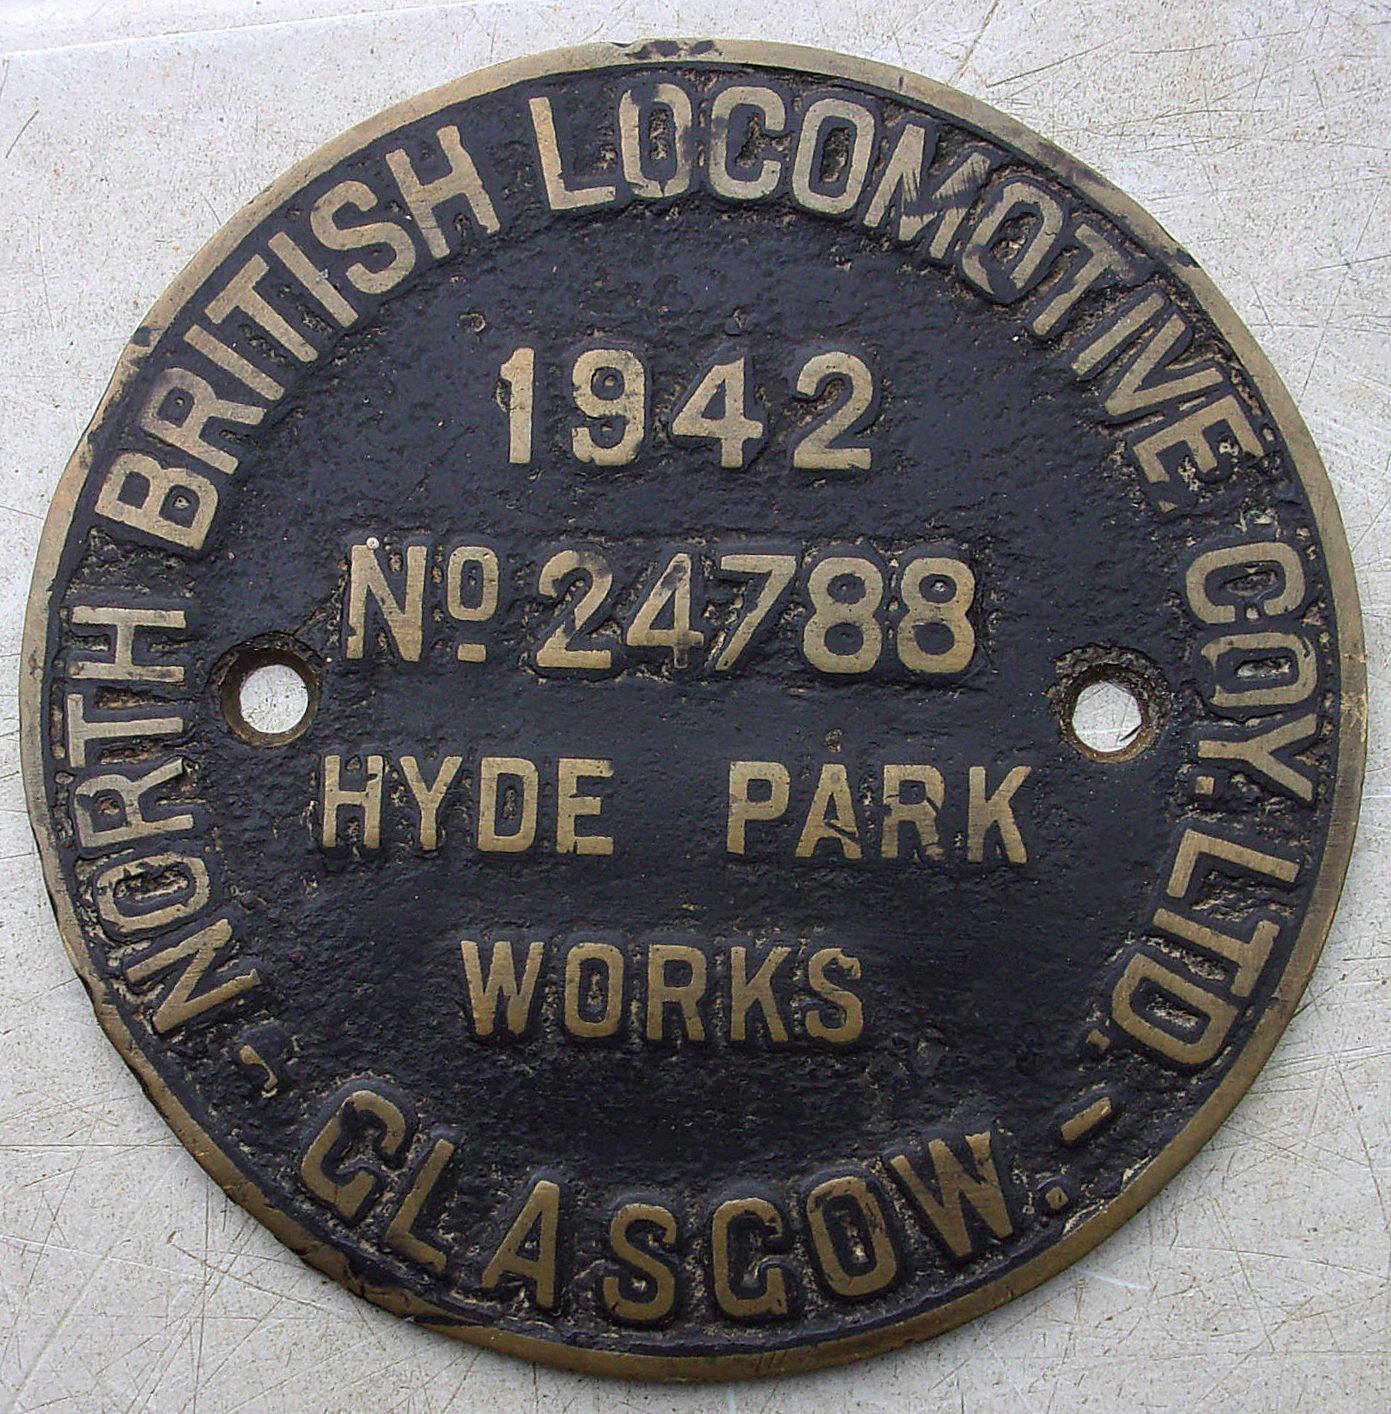 NORTH BRITISH LOCOMOTIVE COY. LTD.
1942
No. 24788
HYDE PARK
WORKS
- GLASGOW. -